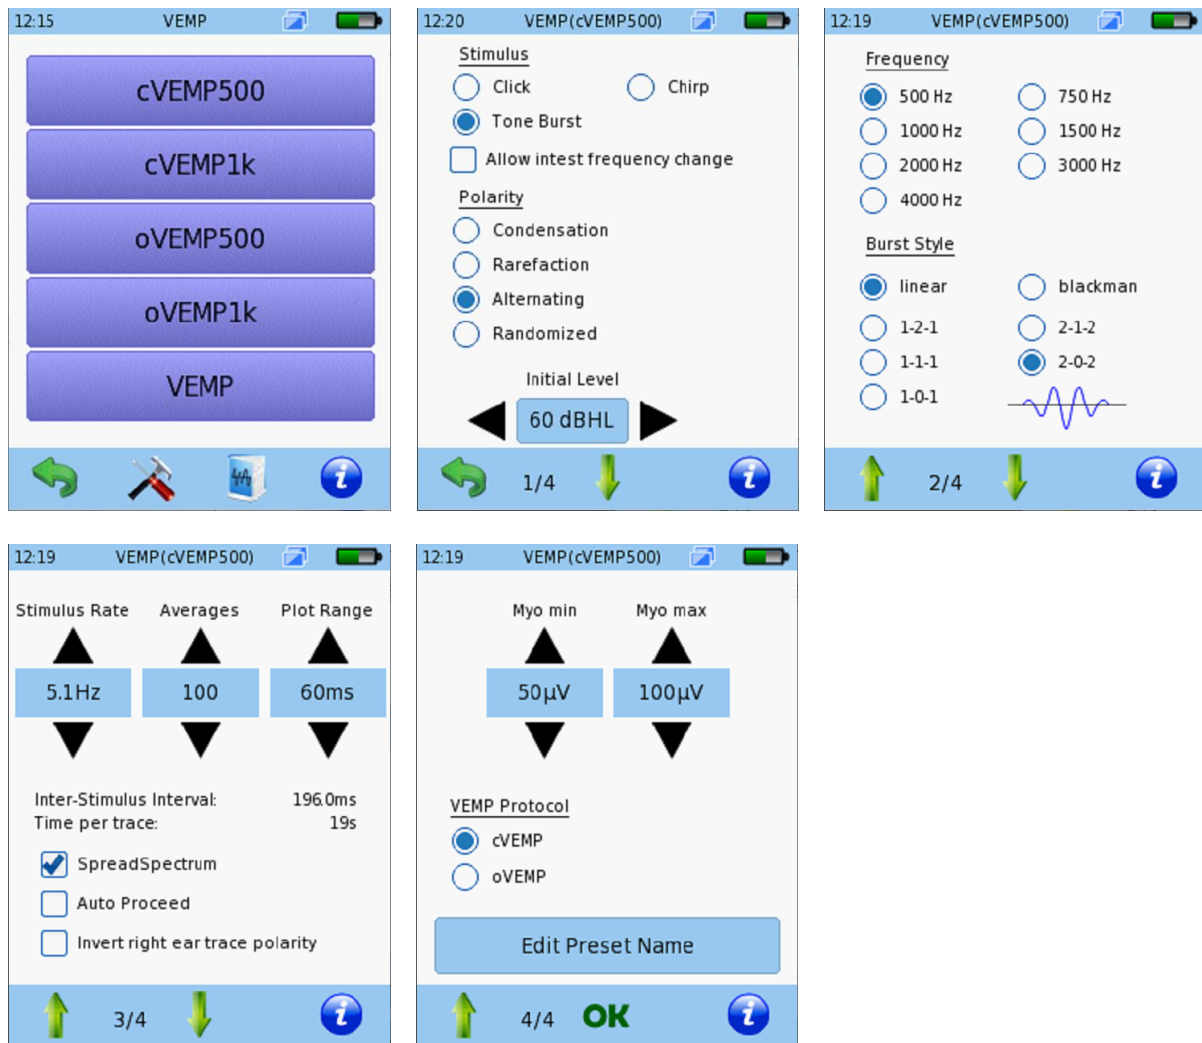 12:15 VEMP
cVEMP500
cVEMP1k
oVEMP500
oVEMP1k
VEMP
12:20 VEMP(cVEMP500)
Stimulus
Click Chirp
Tone Burst
Allow intest frequency change
Polarity
Condensation
Rarefaction
Alternating
Randomized
Initial Level
60 dBHL
1/4
12:19 VEMP(cVEMP500)
Frequency
500 Hz 750 Hz
1000 Hz 1500 Hz
2000 Hz 3000 Hz
4000 Hz
Burst Style
linear blackman
1-2-1 2-1-2
1-1-1 2-0-2
1-0-1
2/4
12:19 VEMP(cVEMP500)
Stimulus Rate Averages Plot Range
5.1Hz 100 60ms
Inter-Stimulus Interval: 196.0ms
Time per trace: 19s
SpreadSpectrum
Auto Proceed
Invert right ear trace polarity
3/4
12:19 VEMP(cVEMP500)
Myo min Myo max
50µV 100µV
VEMP Protocol
cVEMP
oVEMP
Edit Preset Name
4/4 OK